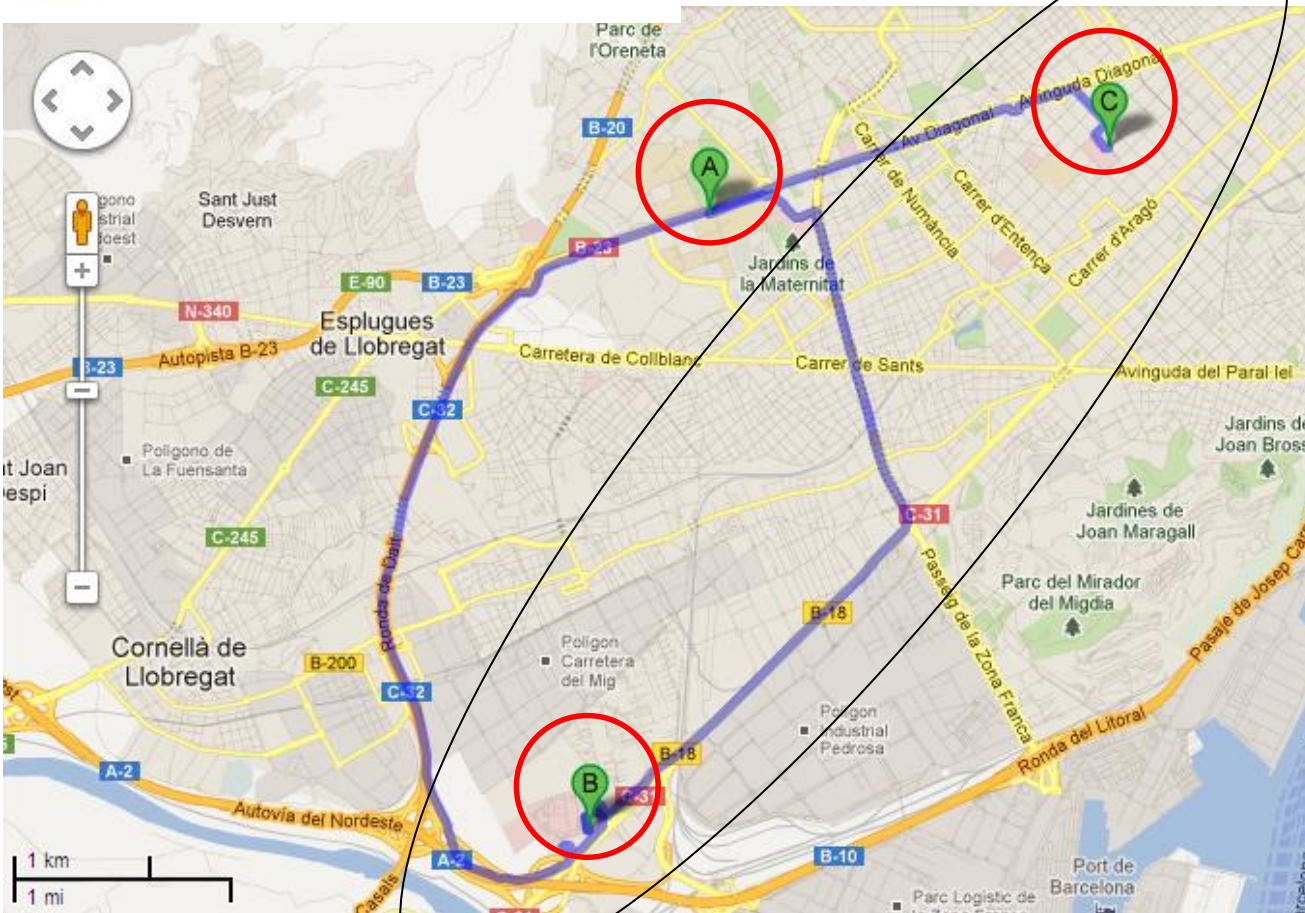 Parc de
l'Oreneta
Avinguda Diagonal
C
B-20
Av Diagonal
A
Carrer de Numància
Carrer d'Entença
Carrer d'Aragó
Sant Just
Desvern
B-23
Jardins de
la Maternitat
E-90
B-23
N-340
Esplugues
de Llobregat
Autopista B-23
B-23
Carretera de Collblanc
Carrer de Sants
Avinguda del Paral·lel
C-245
C-32
Jardins de
Joan
Polígono de
La Fuensanta
Joan
C-31
Jardines de
Joan Maragall
C-245
Ronda de Dalt
Parc del Mirador
del Migdia
Passeig de la Zona Franca
B-18
Pasaje de Josep
Cornellà de
Llobregat
B-200
Polígon
Carretera
del Mig
C-32
Polígon
Industrial
Pedrosa
Ronda del Litoral
B-18
A-2
B
C-31
Autovía del Nordeste
A-2
B-10
1 km
1 mi
Casals
Port de
Barcelona
Parc Logístic de